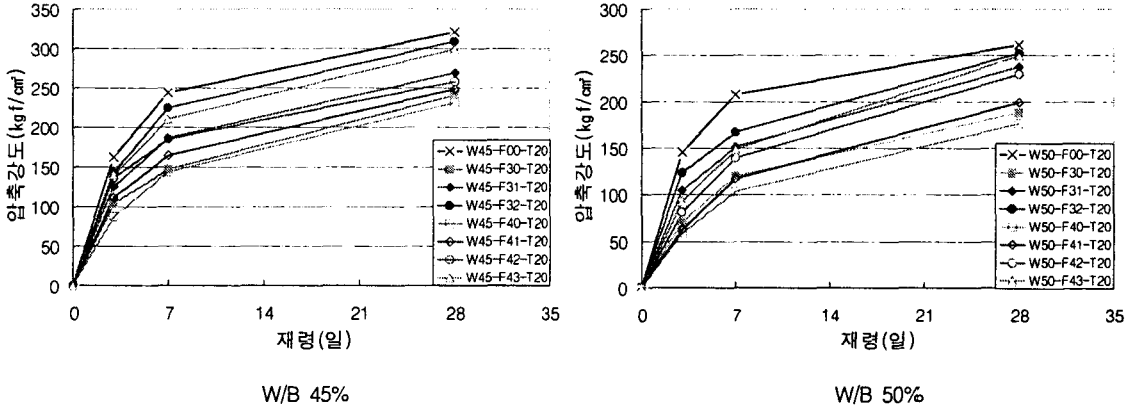 압축강도(kgf/㎠)
350
300
250
200
150
100
50
0
0 7 14 21 28 35
재령(일)
W45-F00-T20
W45-F30-T20
W45-F31-T20
W45-F32-T20
W45-F40-T20
W45-F41-T20
W45-F42-T20
W45-F43-T20
W/B 45%
압축강도(kgf/㎠)
300
250
200
150
100
50
0
0 7 14 21 28 35
재령(일)
W50-F00-T20
W50-F30-T20
W50-F31-T20
W50-F32-T20
W50-F40-T20
W50-F41-T20
W50-F42-T20
W50-F43-T20
W/B 50%